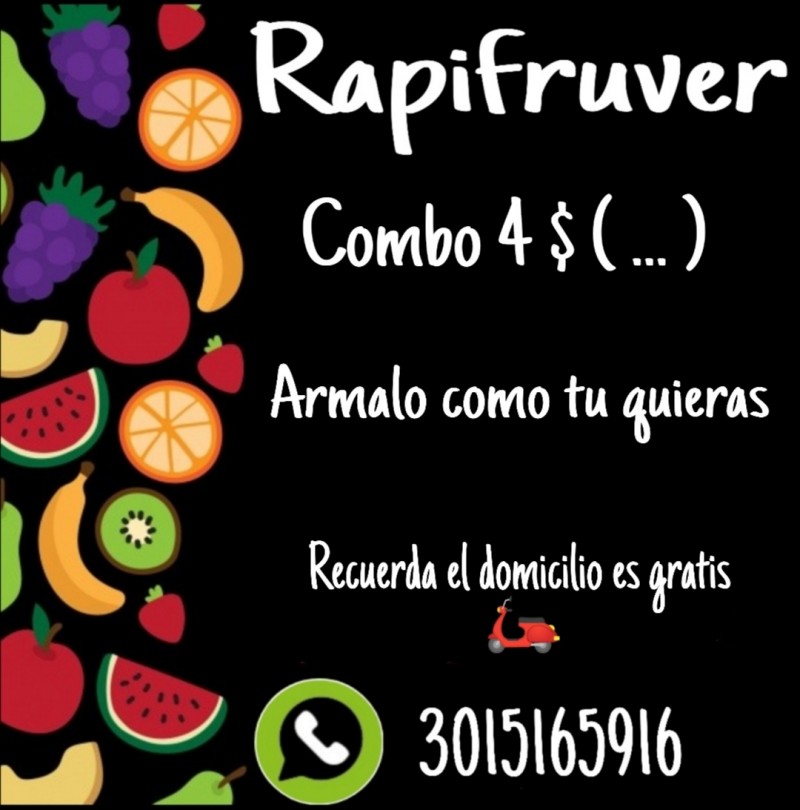 Rapifruver
Combo 4 $ ( ... )
Armalo como tu quieras
Recuerda el domicilio es gratis
3015165916